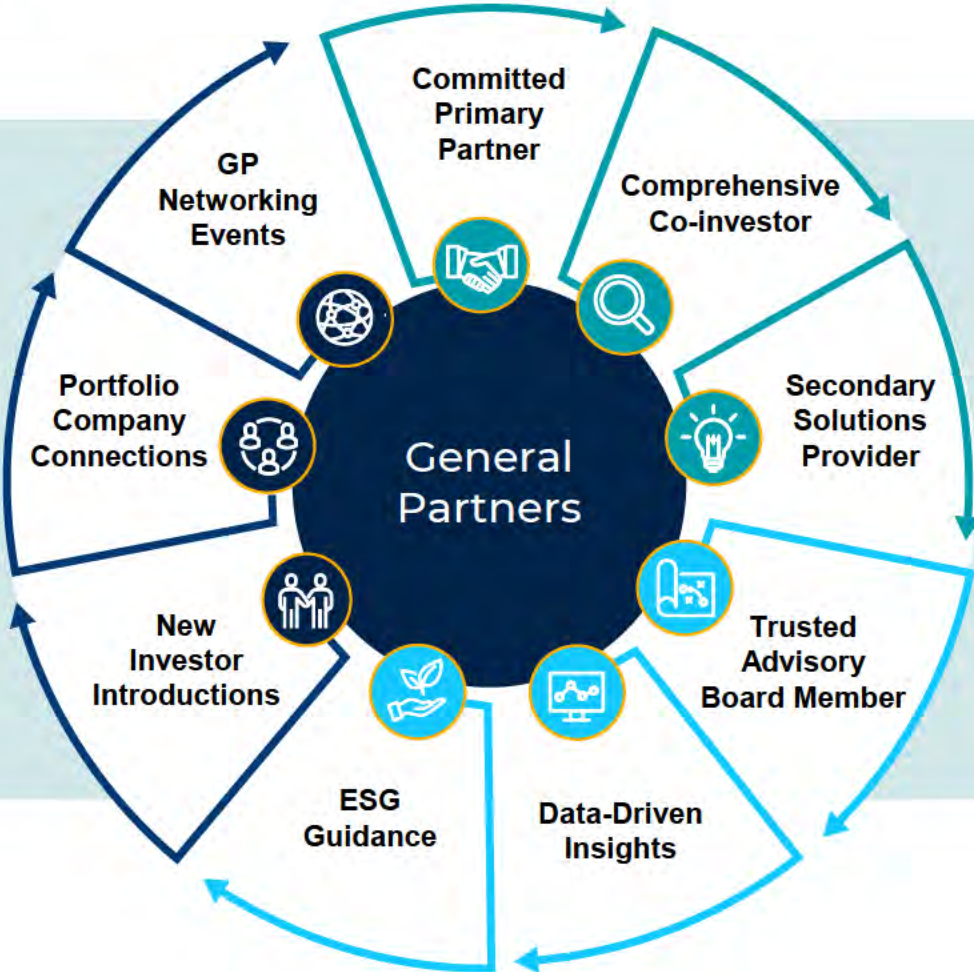 Committed
Primary
Partner
Comprehensive
Co-investor
Secondary
Solutions
Provider
Trusted
Advisory
Board Member
Data-Driven
Insights
ESG
Guidance
New
Investor
Introductions
Portfolio
Company
Connections
GP
Networking
Events
General
Partners